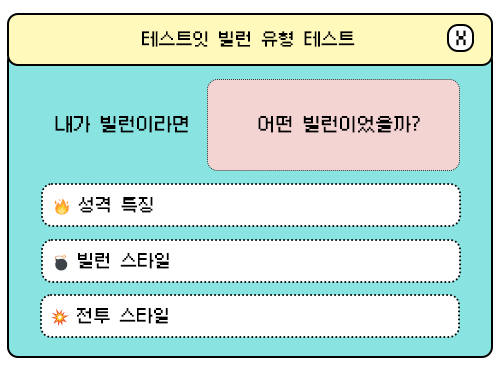 테스트잇 빌런 유형 테스트
X
내가 빌런이라면 어떤 빌런이었을까?
🔥 성격 특징
💣 빌런 스타일
💥 전투 스타일